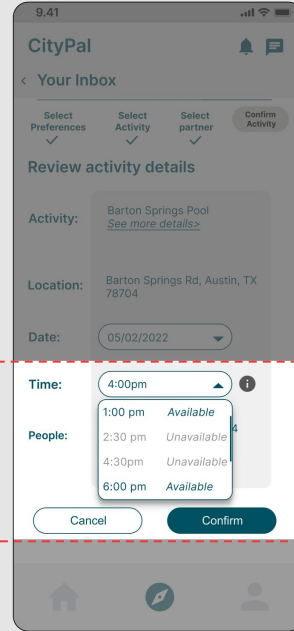 9.41
CityPal
< Your Inbox
Select Preferences
Select Activity
Select partner
Confirm Activity
Review activity details
Activity:
Barton Springs Pool
See more details>
Location:
Barton Springs Rd, Austin, TX
78704
Date:
05/02/2022
Time:
4:00pm
i
1:00 pm Available
2:30 pm Unavailable
4:30pm Unavailable
6:00 pm Available
People:
4
Cancel
Confirm